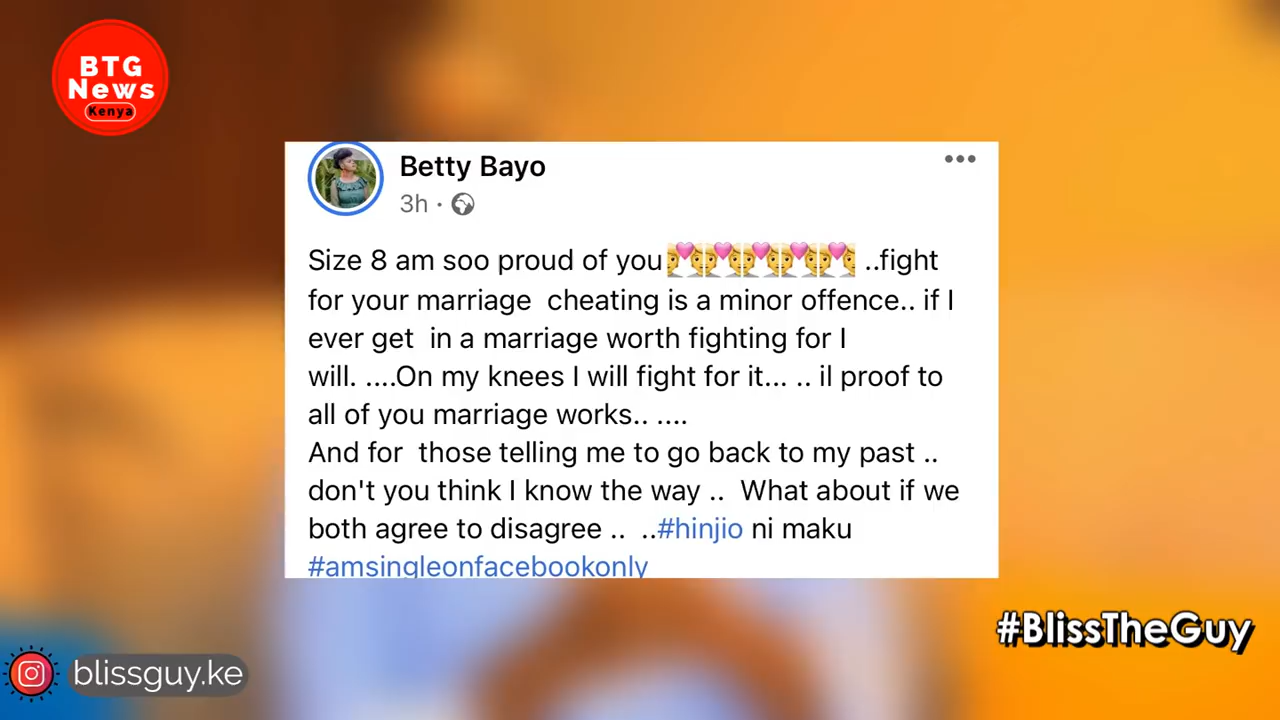 BTG
News
Kenya
Betty Bayo
3h ·
Size 8 am soo proud of you ..fight
for your marriage cheating is a minor offence.. if I
ever get in a marriage worth fighting for I
will. ....On my knees I will fight for it... .. il proof to
all of you marriage works.. ....
And for those telling me to go back to my past ..
don't you think I know the way .. What about if we
both agree to disagree .. ..#hinjio ni maku
#amsingleonfacebookonly
#BlissTheGuy
blissguy.ke